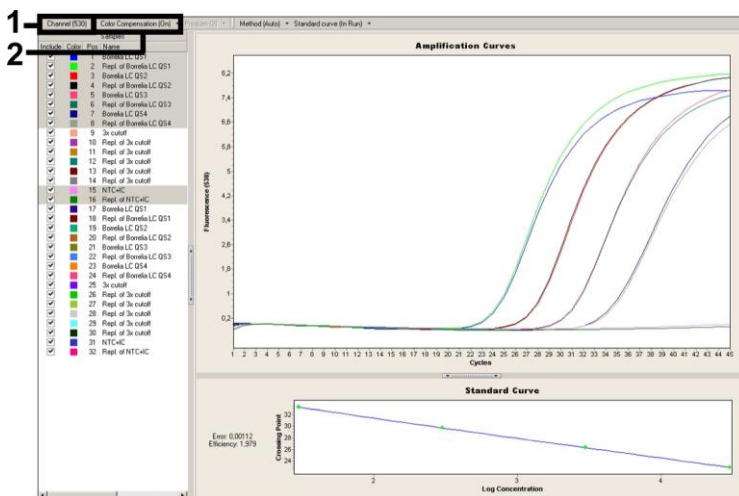 1
2
Channel (530) Color Compensation (On) Program (2) Method (Auto) Standard curve (In Run)
Samples
Include Color Pos Name
1 Borrelia LC QS1
2 Repl. of Borrelia LC QS1
3 Borrelia LC QS2
4 Repl. of Borrelia LC QS2
5 Borrelia LC QS3
6 Repl. of Borrelia LC QS3
7 Borrelia LC QS4
8 Repl. of Borrelia LC QS4
9 3x cutoff
10 Repl. of 3x cutoff
11 Repl. of 3x cutoff
12 Repl. of 3x cutoff
13 Repl. of 3x cutoff
14 Repl. of 3x cutoff
15 NTC+IC
16 Repl. of NTC+IC
17 Borrelia LC QS1
18 Repl. of Borrelia LC QS1
19 Borrelia LC QS2
20 Repl. of Borrelia LC QS2
21 Borrelia LC QS3
22 Repl. of Borrelia LC QS3
23 Borrelia LC QS4
24 Repl. of Borrelia LC QS4
25 3x cutoff
26 Repl. of 3x cutoff
27 Repl. of 3x cutoff
28 Repl. of 3x cutoff
29 Repl. of 3x cutoff
30 Repl. of 3x cutoff
31 NTC+IC
32 Repl. of NTC+IC
Amplification Curves
Fluorescence (530)
8,2
7,4
6,6
5,8
5
4,2
3,4
2,6
1,8
1
0,2
1 2 3 4 5 6 7 8 9 10 11 12 13 14 15 16 17 18 19 20 21 22 23 24 25 26 27 28 29 30 31 32 33 34 35 36 37 38 39 40 41 42 43 44 45
Cycles
Standard Curve
Error: 0,00112
Efficiency: 1,979
Crossing Point
32
30
28
26
24
2 3 4
Log Concentration